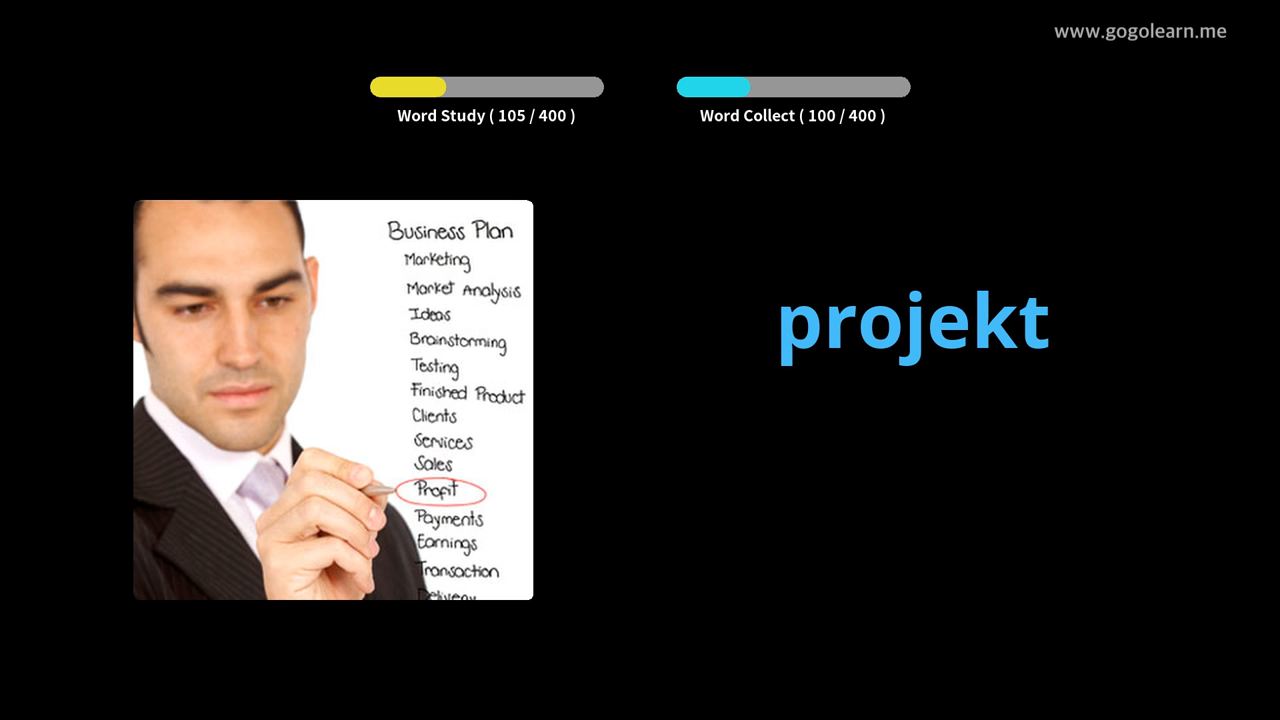 www.gogolearn.me
Word Study ( 105 / 400 )
Word Collect ( 100 / 400 )
Business Plan
Marketing
Market Analysis
Ideas
Brainstorming
Testing
Finished Product
Clients
Services
Sales
Profit
Payments
Earnings
Transaction
Delivery
projekt